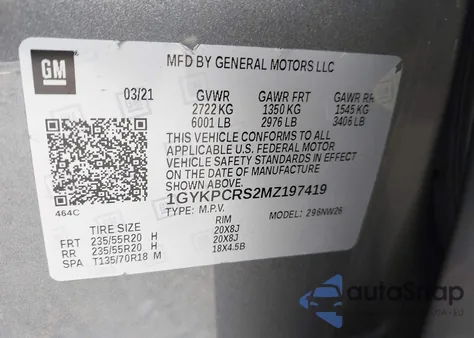 GM
MFD BY GENERAL MOTORS LLC
03/21 GVWR GAWR FRT GAWR RR
2722 KG 1350 KG 1545 KG
6001 LB 2976 LB 3406 LB
THIS VEHICLE CONFORMS TO ALL
APPLICABLE U.S. FEDERAL MOTOR
VEHICLE SAFETY STANDARDS IN EFFECT
ON THE DATE OF MANUFACTURE
SHOWN ABOVE.
1GYKPCRS2MZ197419
464C TYPE: M.P.V. MODEL: 296NW26
TIRE SIZE RIM
FRT 235/55R20 H 20X8J
RR 235/55R20 H 20X8J
SPA T135/70R18 M 18X4.5B
autoSnap